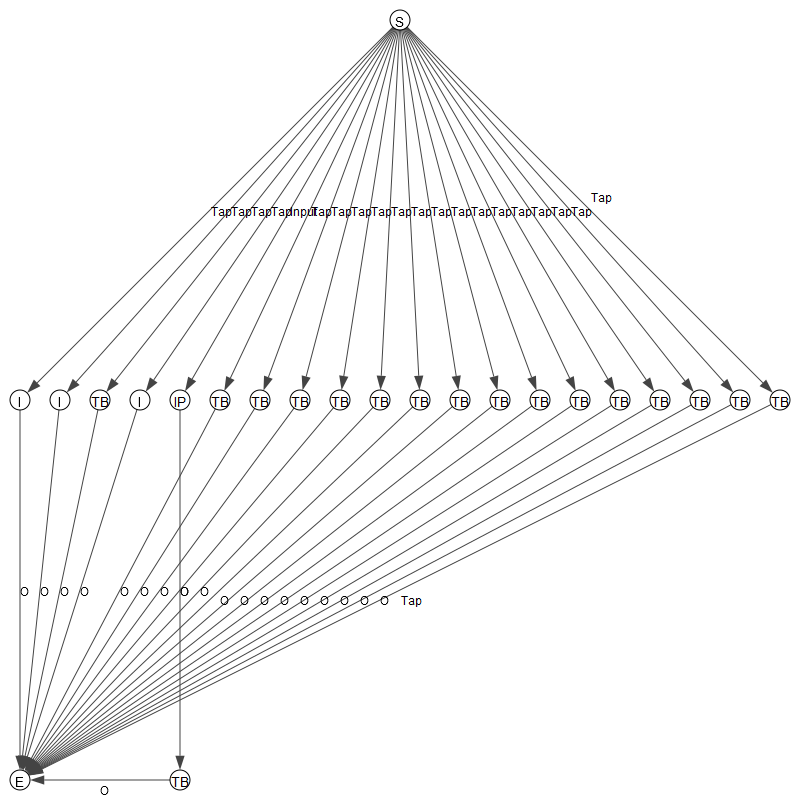 S
Tap
TapTapTapTapInputTapTapTapTapTapTapTapTapTapTapTapTapTapTap
I I TB I IP TB TB TB TB TB TB TB TB TB TB TB TB TB TB TB
O O O O O O O O O
O O O O O O O O O Tap
E TB
O